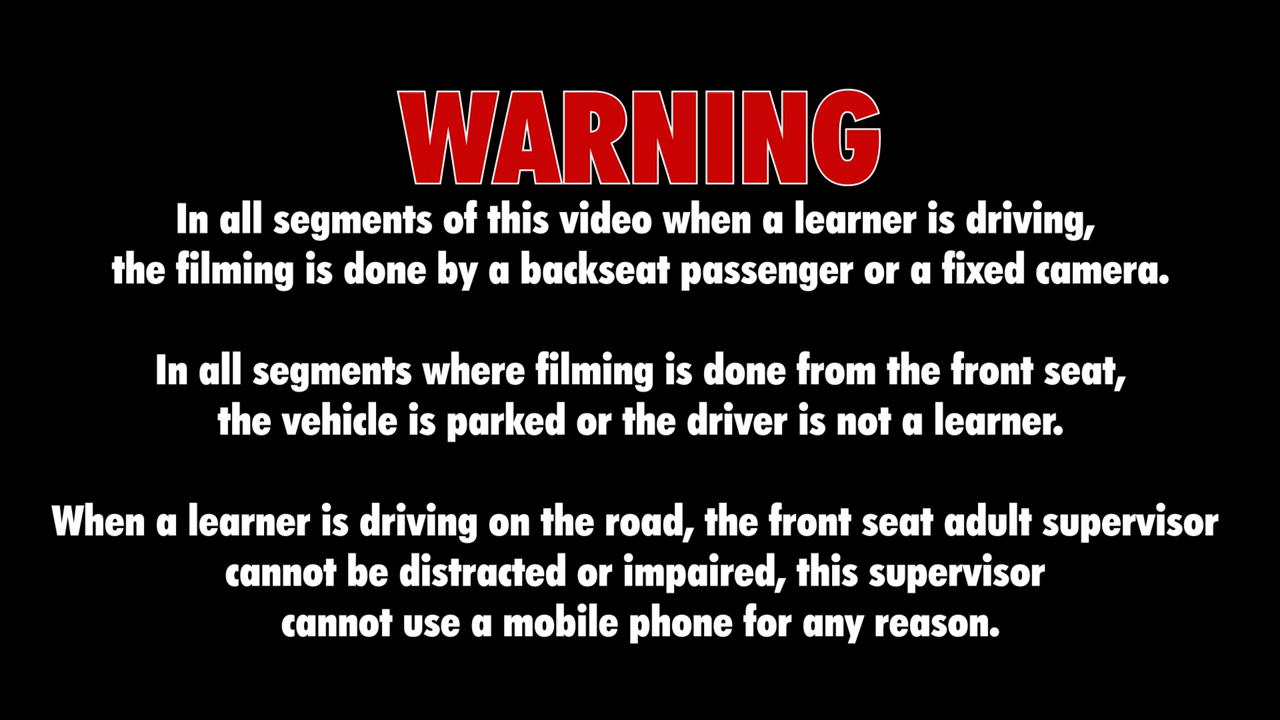 WARNING
In all segments of this video when a learner is driving,
the filming is done by a backseat passenger or a fixed camera.
In all segments where filming is done from the front seat,
the vehicle is parked or the driver is not a learner.
When a learner is driving on the road, the front seat adult supervisor
cannot be distracted or impaired, this supervisor
cannot use a mobile phone for any reason.